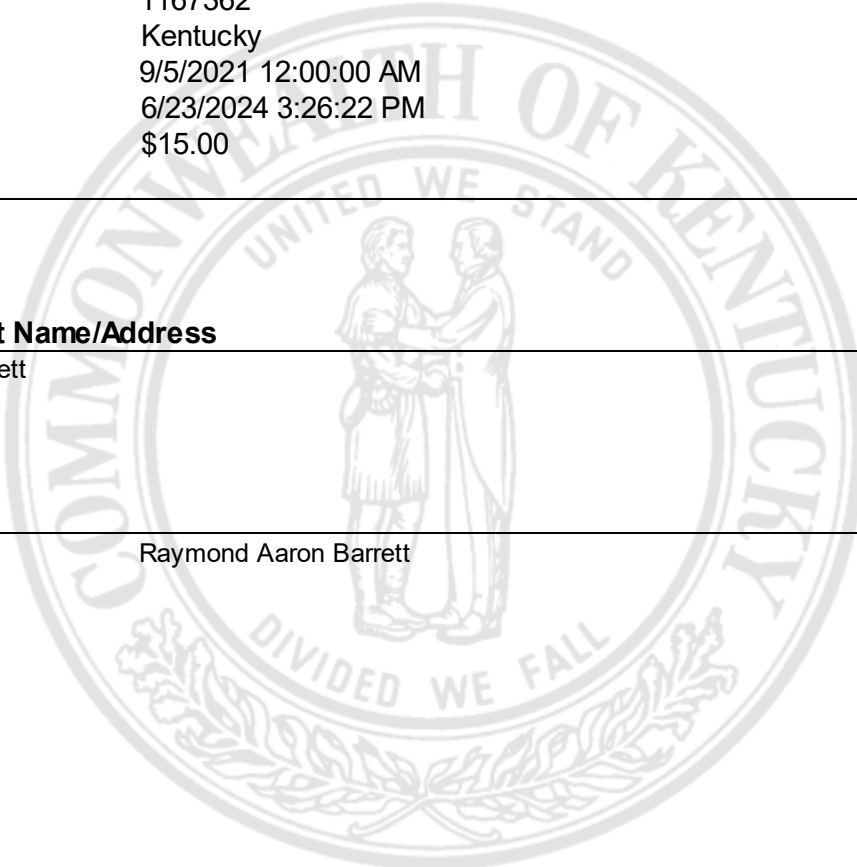 1167362
Kentucky
9/5/2021 12:00:00 AM
6/23/2024 3:26:22 PM
$15.00
COMMONWEALTH OF KENTUCKY
UNITED WE STAND
t Name/Address
ett
Raymond Aaron Barrett
DIVIDED WE FALL